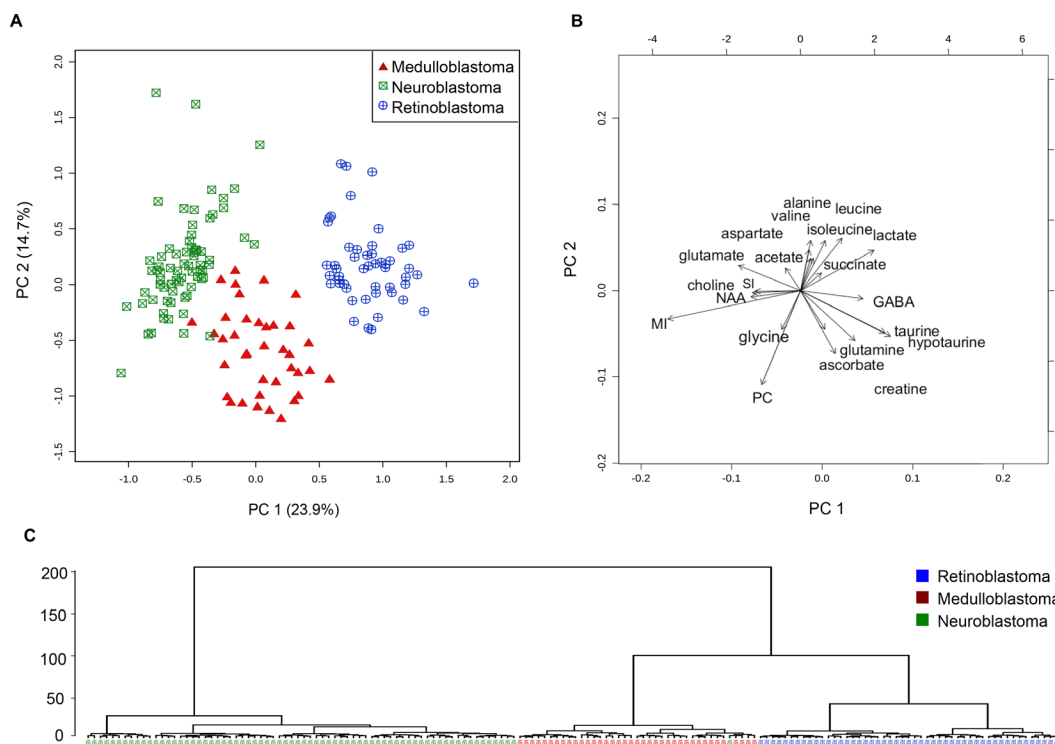 A
2.0
1.5
1.0
0.5
0.0
-0.5
-1.0
-1.5
PC 2 (14.7%)
Medulloblastoma
Neuroblastoma
Retinoblastoma
-1.0
-0.5
0.0
0.5
1.0
1.5
2.0
PC 1 (23.9%)
B
-4
-2
0
2
4
6
0.2
0.1
0.0
-0.1
-0.2
PC 2
alanine
leucine
valine
isoleucine
aspartate
lactate
glutamate
acetate
succinate
choline
SI
NAA
GABA
MI
glycine
taurine
hypotaurine
glutamine
ascorbate
creatine
PC
-0.2
-0.1
0.0
0.1
0.2
PC 1
C
200
150
100
50
0
Retinoblastoma
Medulloblastoma
Neuroblastoma